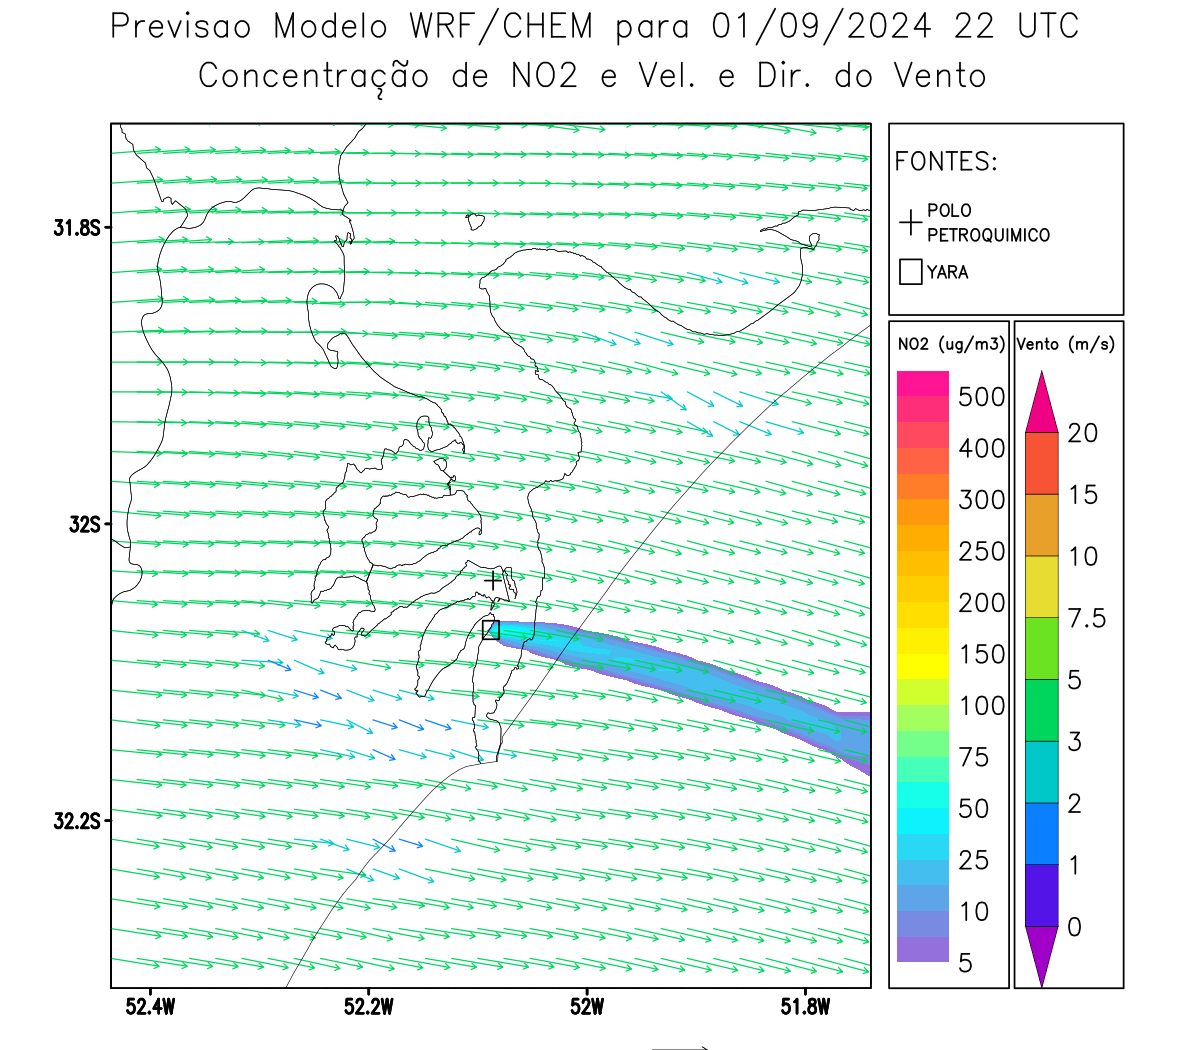 Previsao Modelo WRF/CHEM para 01/09/2024 22 UTC
Concentração de NO2 e Vel. e Dir. do Vento
FONTES:
POLO
PETROQUIMICO
YARA
NO2 (ug/m3)
500
400
300
250
200
150
100
75
50
25
10
5
Vento (m/s)
20
15
10
7.5
5
3
2
1
0
31.8S
32S
32.2S
52.4W
52.2W
52W
51.8W